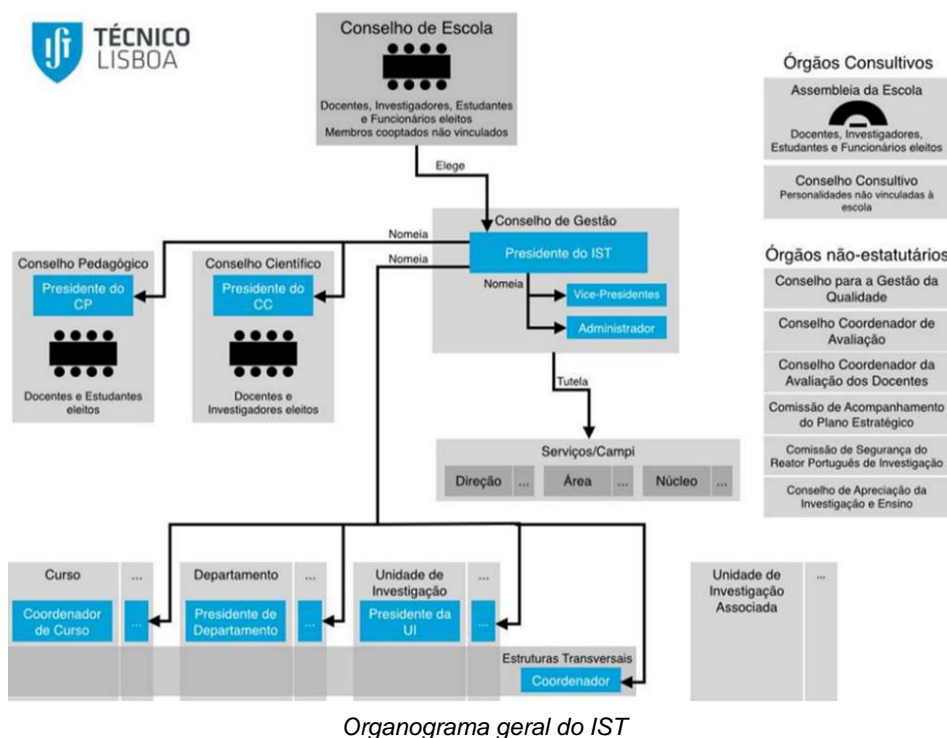 TÉCNICO
LISBOA
Conselho de Escola
Docentes, Investigadores, Estudantes
e Funcionários eleitos
Membros cooptados não vinculados
Elege
Conselho de Gestão
Presidente do IST
Nomeia
Vice-Presidentes
Administrador
Nomeia
Nomeia
Conselho Pedagógico
Presidente do
CP
Docentes e Estudantes
eleitos
Conselho Científico
Presidente do
CC
Docentes e
Investigadores eleitos
Tutela
Serviços/Campi
Direção
...
Área
...
Núcleo
...
Curso
...
Coordenador
de Curso
...
Departamento
...
Presidente de
Departamento
...
Unidade de
Investigação
...
Presidente da
UI
...
Estruturas Transversais
Coordenador
Unidade de
Investigação
Associada
...
Órgãos Consultivos
Assembleia da Escola
Docentes, Investigadores,
Estudantes e Funcionários eleitos
Conselho Consultivo
Personalidades não vinculadas à
escola
Órgãos não-estatutários
Conselho para a Gestão da
Qualidade
Conselho Coordenador de
Avaliação
Conselho Coordenador da
Avaliação dos Docentes
Comissão de Acompanhamento
do Plano Estratégico
Comissão de Segurança do
Reator Português de Investigação
Conselho de Apreciação da
Investigação e Ensino
Organograma geral do IST